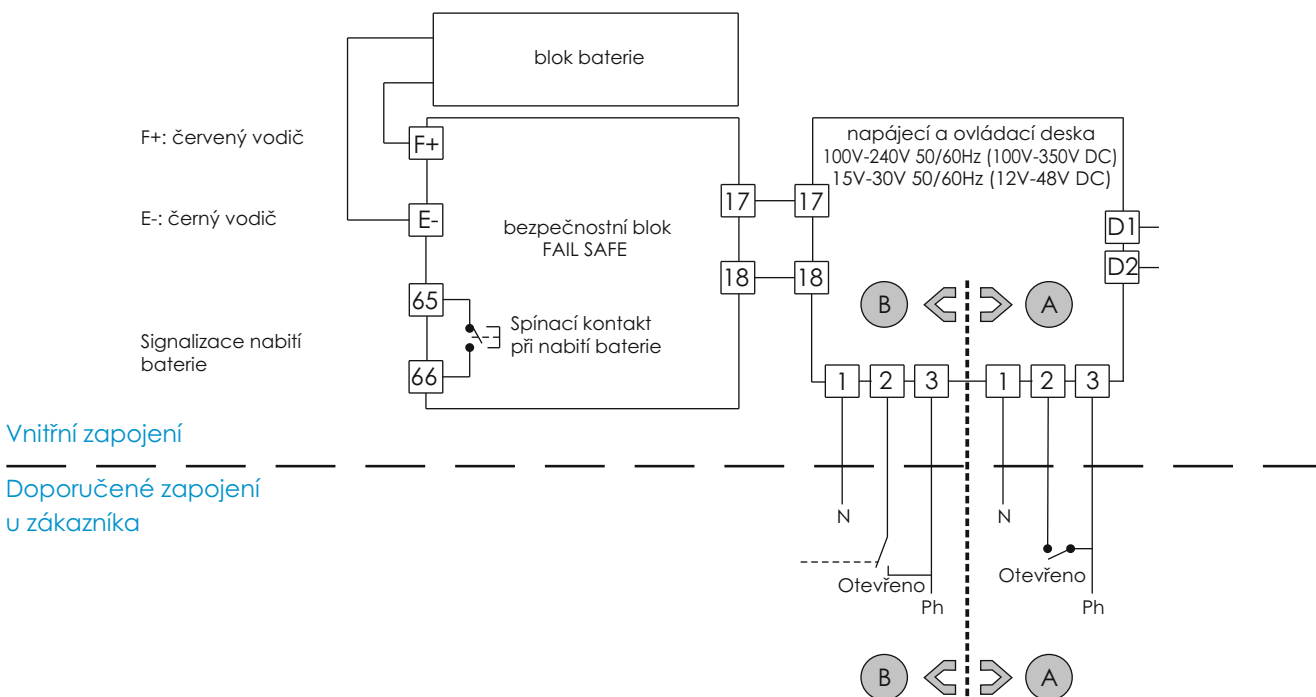 blok baterie
F+: červený vodič
F+
napájecí a ovládací deska
100V-240V 50/60Hz (100V-350V DC)
15V-30V 50/60Hz (12V-48V DC)
17
17
E-: černý vodič
E-
bezpečnostní blok
FAIL SAFE
D1
D2
18
18
65
B
A
Signalizace nabití
baterie
Spínací kontakt
při nabití baterie
66
1
2
3
1
2
3
Vnitřní zapojení
Doporučené zapojení
u zákazníka
N
N
Otevřeno
Otevřeno
Ph
Ph
B
A